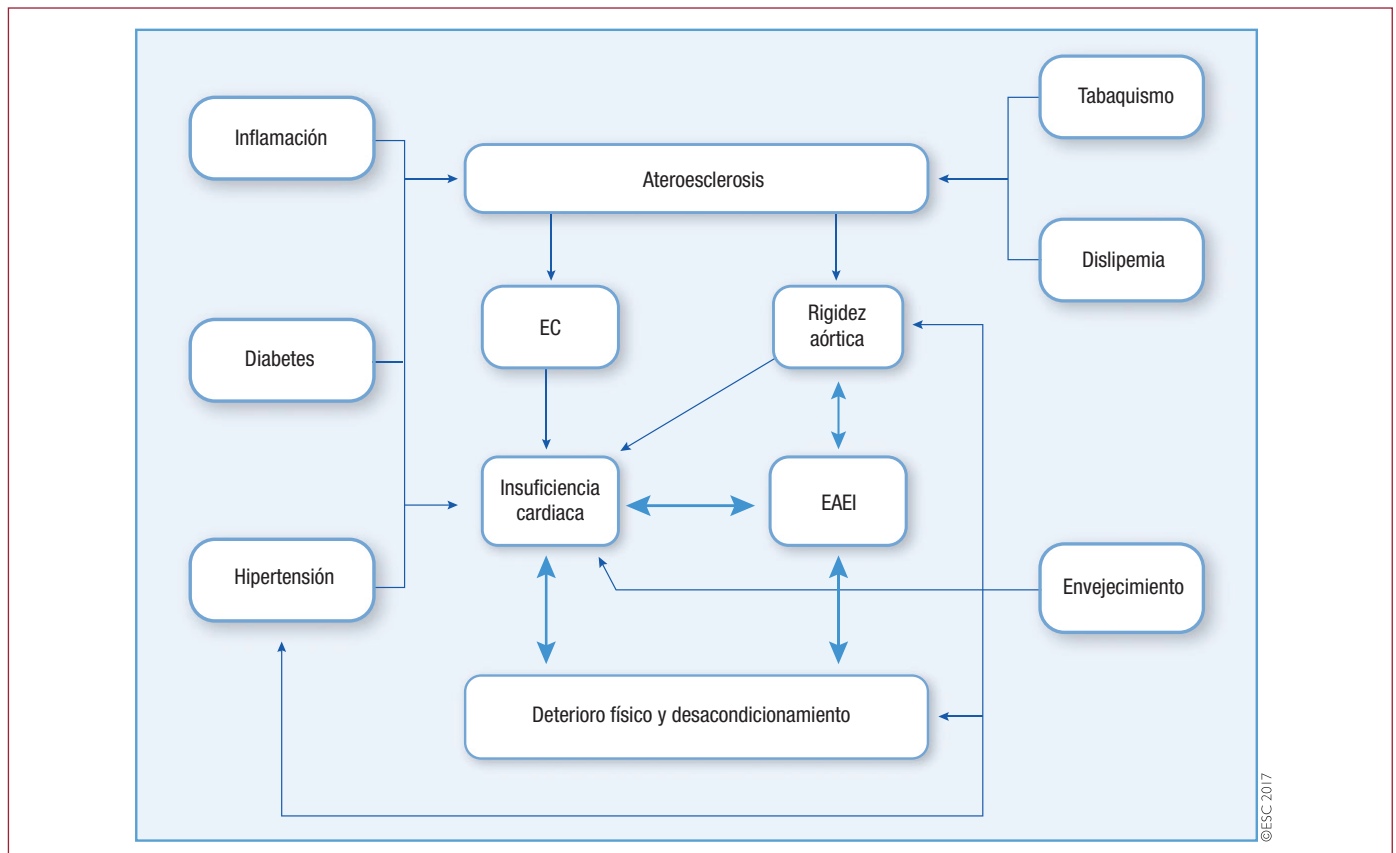 Tabaquismo
Inflamación
Ateroesclerosis
Dislipemia
EC
Rigidez
aórtica
Diabetes
Insuficiencia
cardiaca
EAEI
Hipertensión
Envejecimiento
Deterioro físico y desacondicionamiento
©ESC 2017